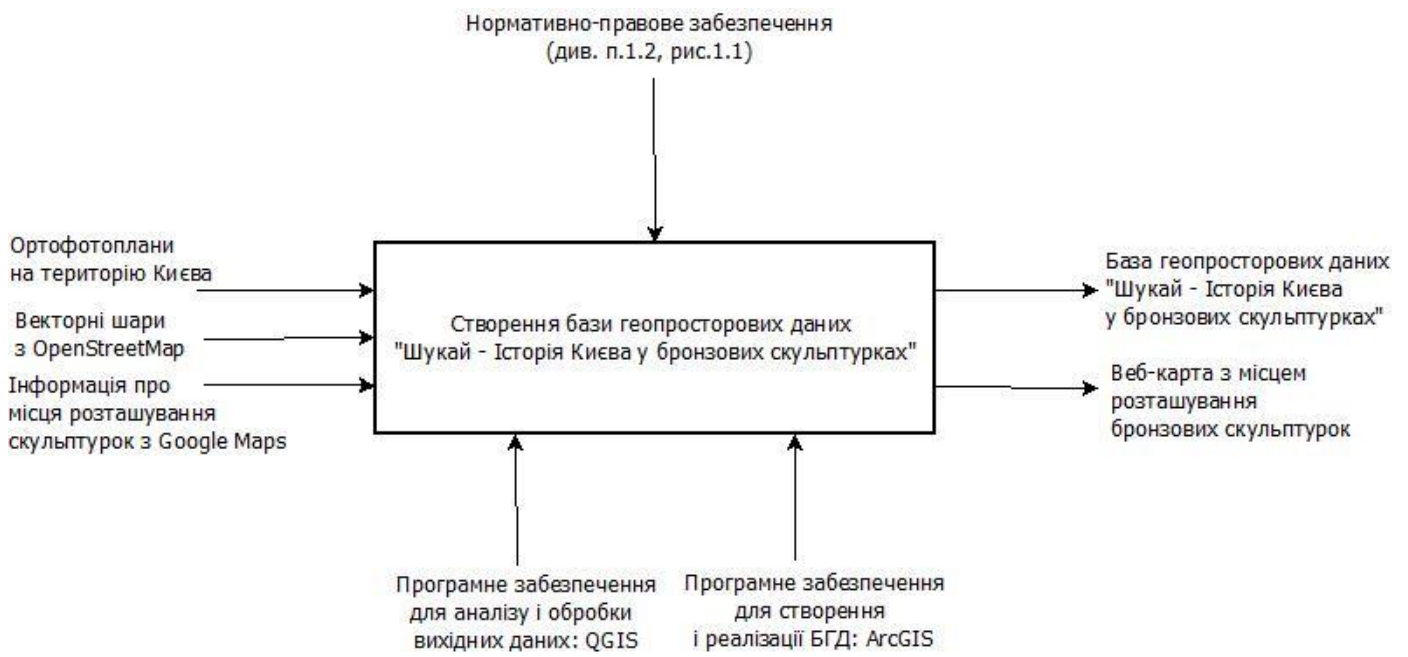 Нормативно-правове забезпечення
(див. п.1.2, рис.1.1)
Ортофотоплани
на територію Києва
Векторні шари
з OpenStreetMap
Інформація про
місця розташування
скульптурок з Google Maps
Створення бази геопросторових даних
"Шукай - Історія Києва у бронзових скульптурках"
База геопросторових даних
"Шукай - Історія Києва
у бронзових скульптурках"
Веб-карта з місцем
розташування
бронзових скульптурок
Програмне забезпечення
для аналізу і обробки
вихідних даних: QGIS
Програмне забезпечення
для створення
і реалізації БГД: ArcGIS